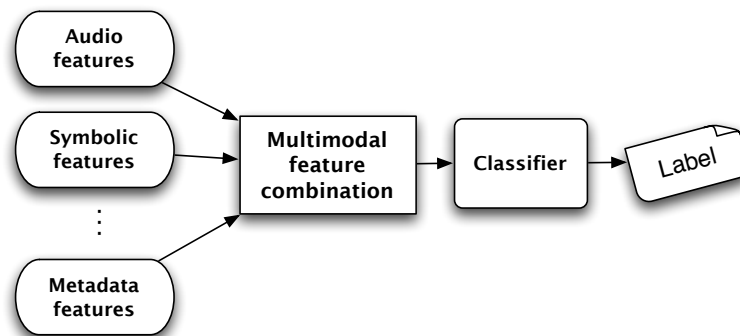 Audio
features
Symbolic
features
⋮
Metadata
features
Multimodal
feature
combination
Classifier
Label